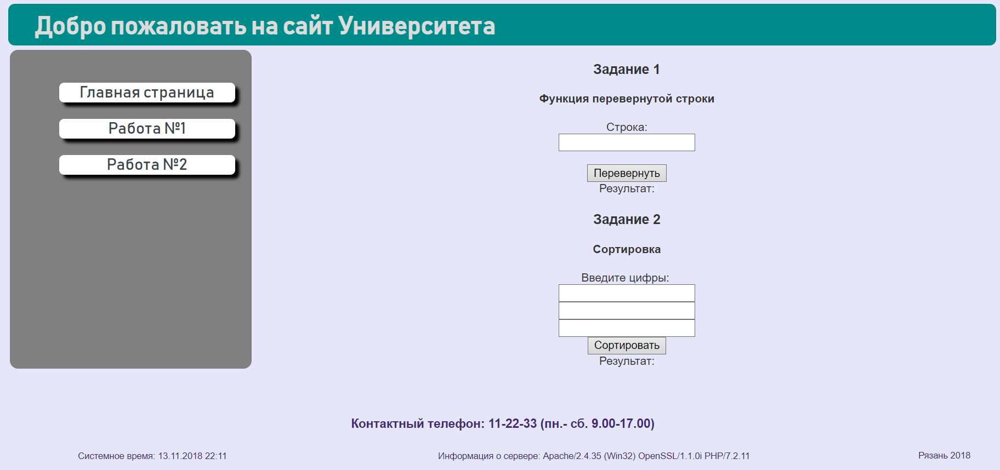 Добро пожаловать на сайт Университета
Главная страница
Работа №1
Работа №2
Задание 1
Функция перевернутой строки
Строка:
Перевернуть
Результат:
Задание 2
Сортировка
Введите цифры:
Сортировать
Результат:
Контактный телефон: 11-22-33 (пн.- сб. 9.00-17.00)
Системное время: 13.11.2018 22:11
Информация о сервере: Apache/2.4.35 (Win32) OpenSSL/1.1.0i PHP/7.2.11
Рязань 2018